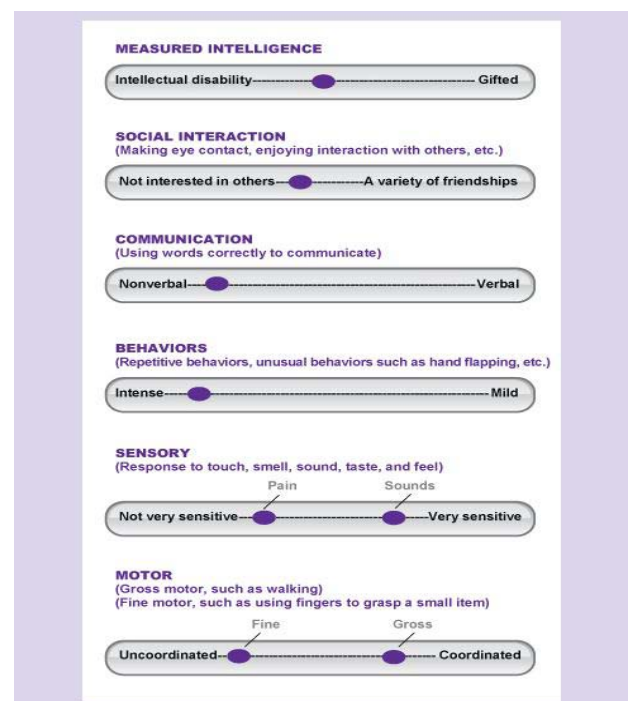 MEASURED INTELLIGENCE
Intellectual disability Gifted
SOCIAL INTERACTION
(Making eye contact, enjoying interaction with others, etc.)
Not interested in others A variety of friendships
COMMUNICATION
(Using words correctly to communicate)
Nonverbal Verbal
BEHAVIORS
(Repetitive behaviors, unusual behaviors such as hand flapping, etc.)
Intense Mild
SENSORY
(Response to touch, smell, sound, taste, and feel)
Pain Sounds
Not very sensitive Very sensitive
MOTOR
(Gross motor, such as walking)
(Fine motor, such as using fingers to grasp a small item)
Fine Gross
Uncoordinated Coordinated